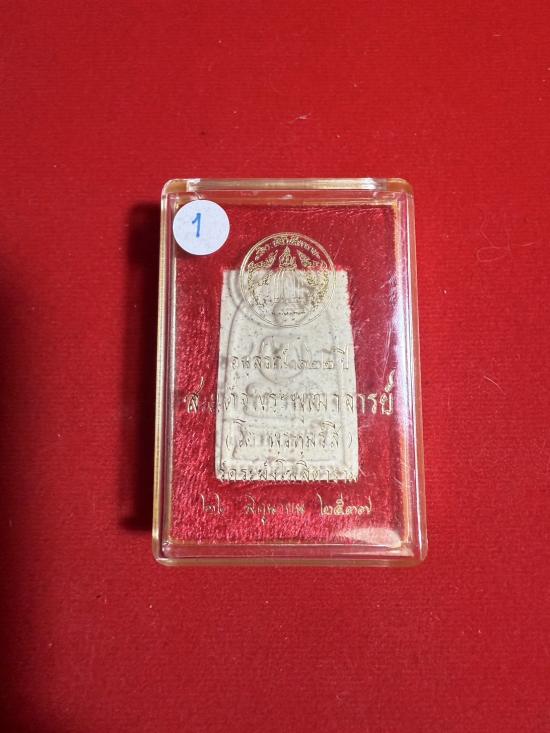 1
อนุสรณ์ ๑๒๒ ปี
สมเด็จพระพุฒาจารย์
( โต พรหมรังสี )
วัดระฆังโฆสิตาราม
๒๒ มิถุนายน ๒๕๓๗